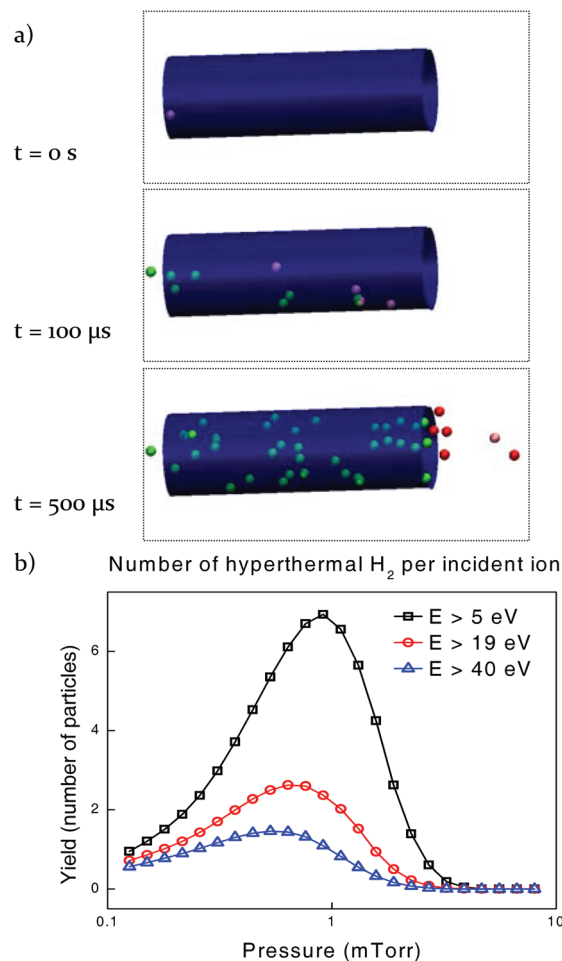 a)
t = 0 s
t = 100 µs
t = 500 µs
b)
Number of hyperthermal H₂ per incident ion
E > 5 eV
E > 19 eV
E > 40 eV
6
4
2
0
Yield (number of particles)
0.1
1
10
Pressure (mTorr)